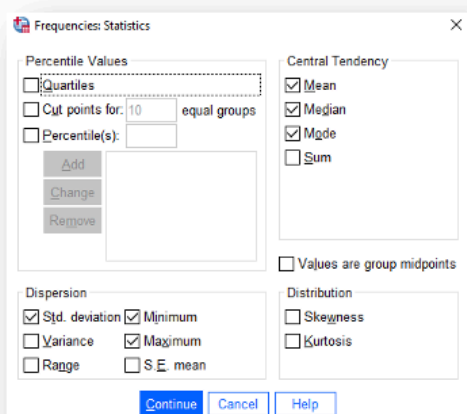 Frequencies: Statistics
Percentile Values
Quartiles
Cut points for: 10 equal groups
Percentile(s):
Add
Change
Remove
Central Tendency
Mean
Median
Mode
Sum
Values are group midpoints
Dispersion
Std. deviation Minimum
Variance Maximum
Range S.E. mean
Distribution
Skewness
Kurtosis
Continue Cancel Help